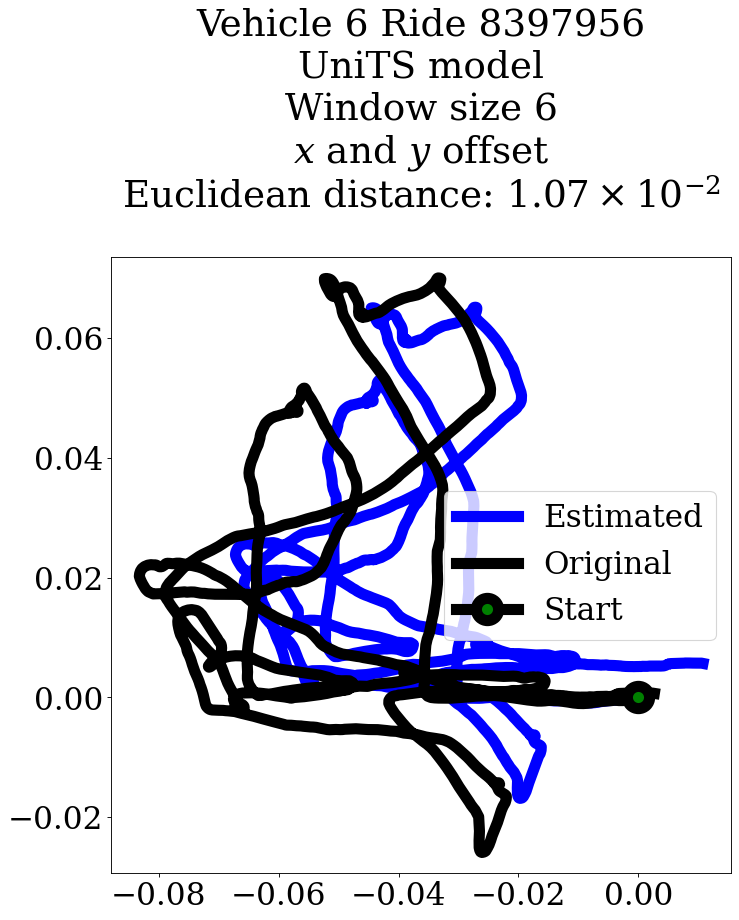 Vehicle 6 Ride 8397956
UniTS model
Window size 6
x and y offset
Euclidean distance: 1.07 × 10⁻²
0.06
0.04
0.02
0.00
−0.02
Estimated
Original
Start
−0.08 −0.06 −0.04 −0.02 0.00